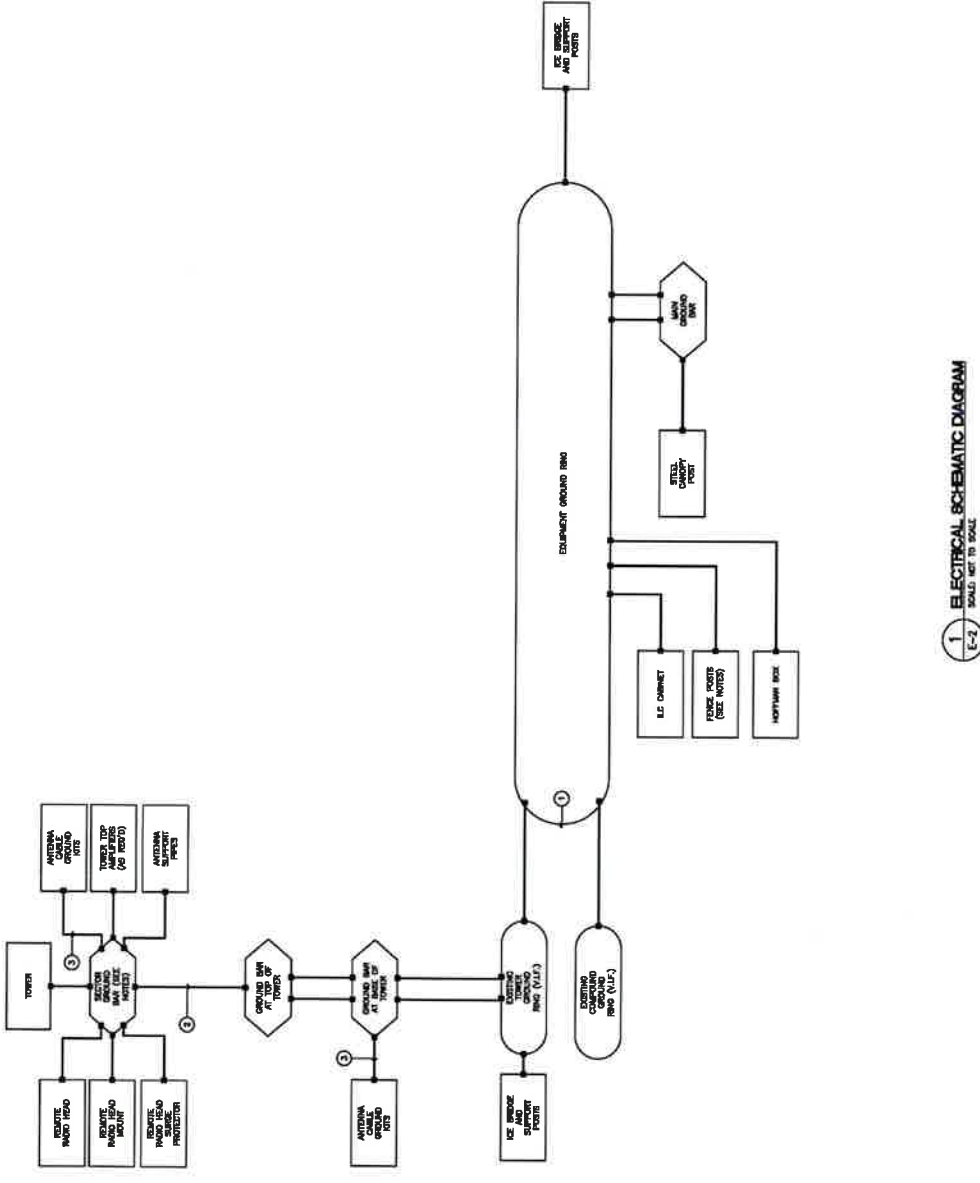 TOWER
ANTENNA
CABLE
GROUND
KITS
TOWER TOP
AMPLIFIERS
(AS REQ'D)
ANTENNA
SUPPORT
PIPES
3
SECTOR
GROUND
BAR (SEE
NOTES)
REMOTE
RADIO HEAD
REMOTE
RADIO HEAD
MOUNT
REMOTE
RADIO HEAD
SURGE
PROTECTOR
2
GROUND BAR
AT TOP OF
TOWER
GROUND BAR
AT BASE OF
TOWER
3
ANTENNA
CABLE
GROUND
KITS
EXISTING
TOWER
GROUND
RING (V.I.F.)
ICE BRIDGE
AND
SUPPORT
POSTS
EXISTING
COMPOUND
GROUND
RING (V.I.F.)
1
EQUIPMENT GROUND RING
ICE BRIDGE
AND SUPPORT
POSTS
MAIN
GROUND
BAR
STEEL
CANOPY
POST
ILC CABINET
FENCE POSTS
(SEE NOTES)
HOFFMAN BOX
1
E-2
ELECTRICAL SCHEMATIC DIAGRAM
SCALE: NOT TO SCALE